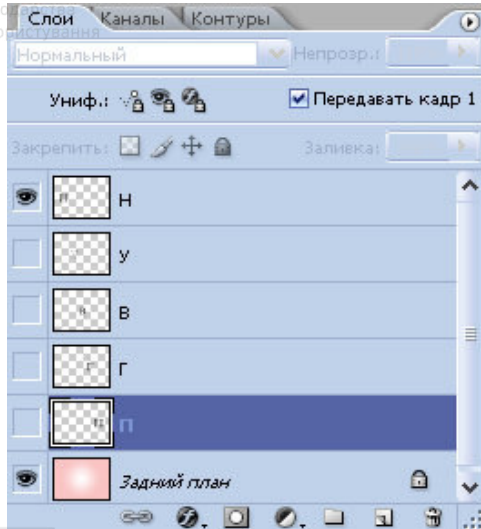 Слои Каналы Контуры
Нормальный Непрозр.:
Униф.: Передавать кадр 1
Закрепить: Заливка:
Н
У
В
Г
П
Задний план